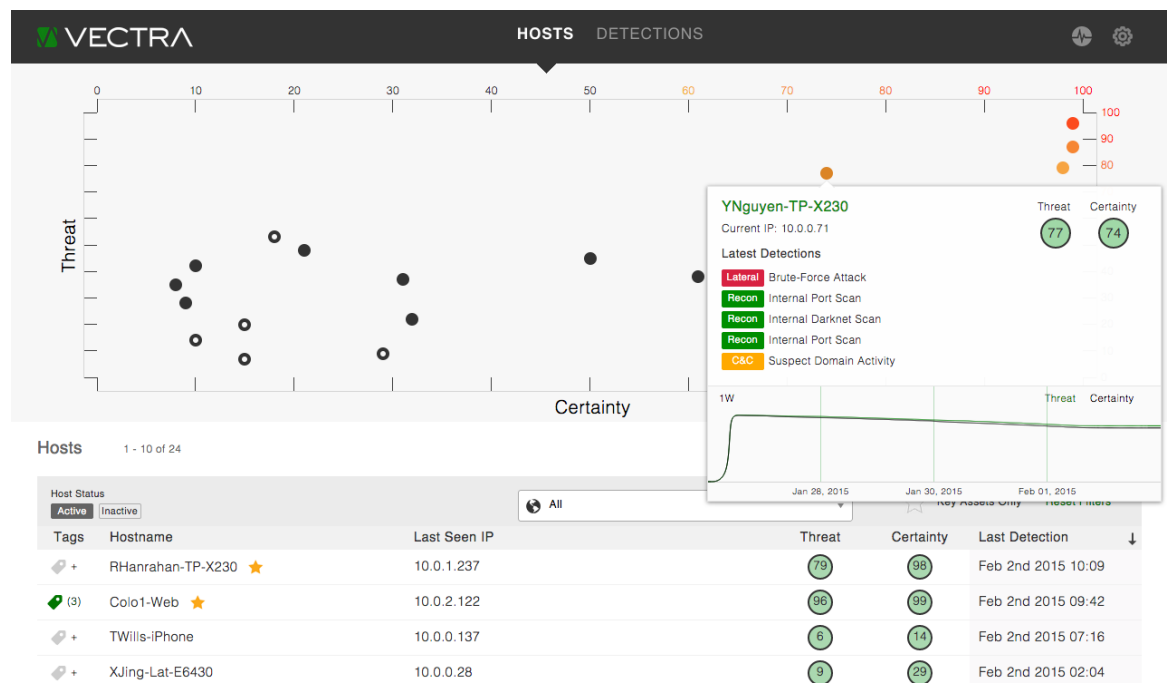 VECTRA
HOSTS DETECTIONS
0 10 20 30 40 50 60 70 80 90 100
100
90
80
Threat
Certainty
YNguyen-TP-X230
Threat Certainty
Current IP: 10.0.0.71
77 74
Latest Detections
Lateral Brute-Force Attack
Recon Internal Port Scan
Recon Internal Darknet Scan
Recon Internal Port Scan
C&C Suspect Domain Activity
1W Threat Certainty
Jan 28, 2015 Jan 30, 2015 Feb 01, 2015
Hosts 1 - 10 of 24
Host Status
Active Inactive
All
Key Assets Only Reset Filters
Tags Hostname Last Seen IP Threat Certainty Last Detection ↓
+ RHanrahan-TP-X230 10.0.1.237 79 98 Feb 2nd 2015 10:09
(3) Colo1-Web 10.0.2.122 96 99 Feb 2nd 2015 09:42
+ TWills-iPhone 10.0.0.137 6 14 Feb 2nd 2015 07:16
+ XJing-Lat-E6430 10.0.0.28 9 29 Feb 2nd 2015 02:04